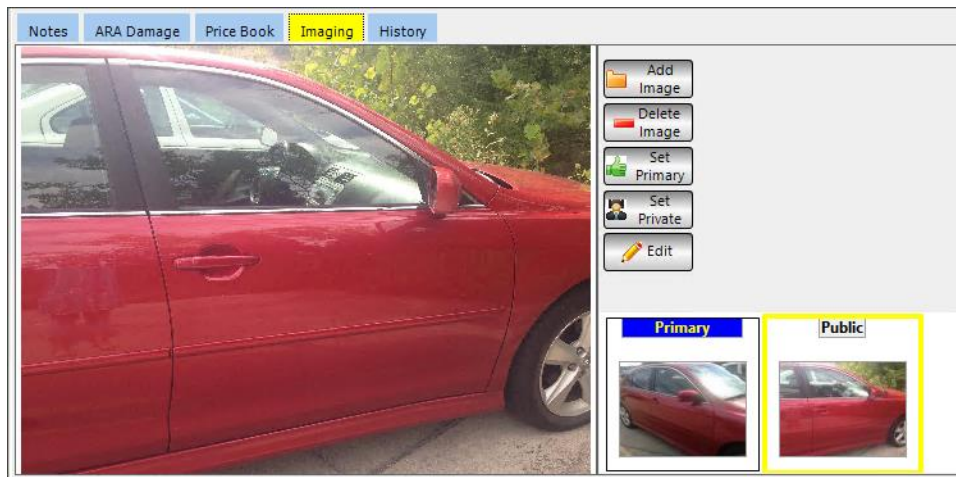 Notes ARA Damage Price Book Imaging History
Add
Image
Delete
Image
Set
Primary
Set
Private
Edit
Primary Public